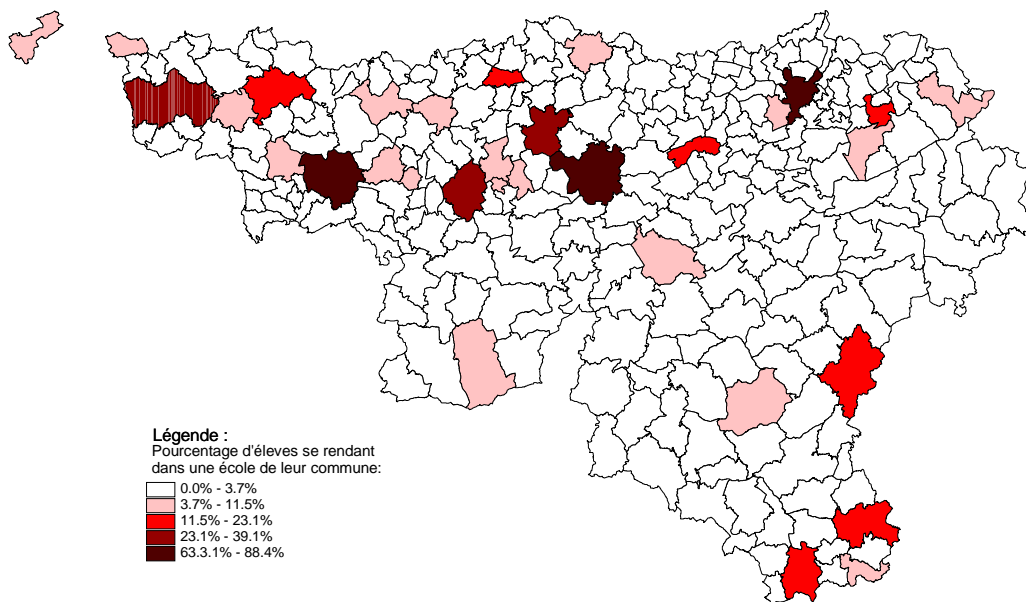 Légende :
Pourcentage d'éleves se rendant
dans une école de leur commune:
0.0% - 3.7%
3.7% - 11.5%
11.5% - 23.1%
23.1% - 39.1%
63.3.1% - 88.4%